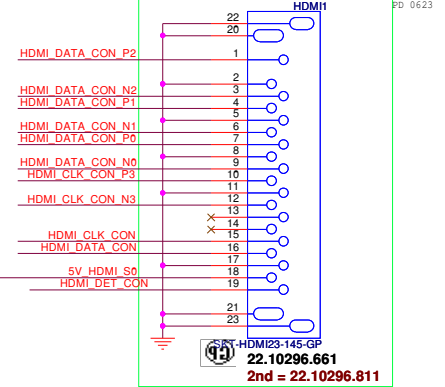 HDMI1
PD 0623
22
20
HDMI_DATA_CON_P2 1
2
HDMI_DATA_CON_N2 3
HDMI_DATA_CON_P1 4
5
HDMI_DATA_CON_N1 6
HDMI_DATA_CON_P0 7
8
HDMI_DATA_CON_N0 9
HDMI_CLK_CON_P3 10
11
HDMI_CLK_CON_N3 12
13
14
HDMI_CLK_CON 15
HDMI_DATA_CON 16
17
5V_HDMI_S0 18
HDMI_DET_CON 19
21
23
SKT-HDMI23-145-GP
22.10296.661
2nd = 22.10296.811